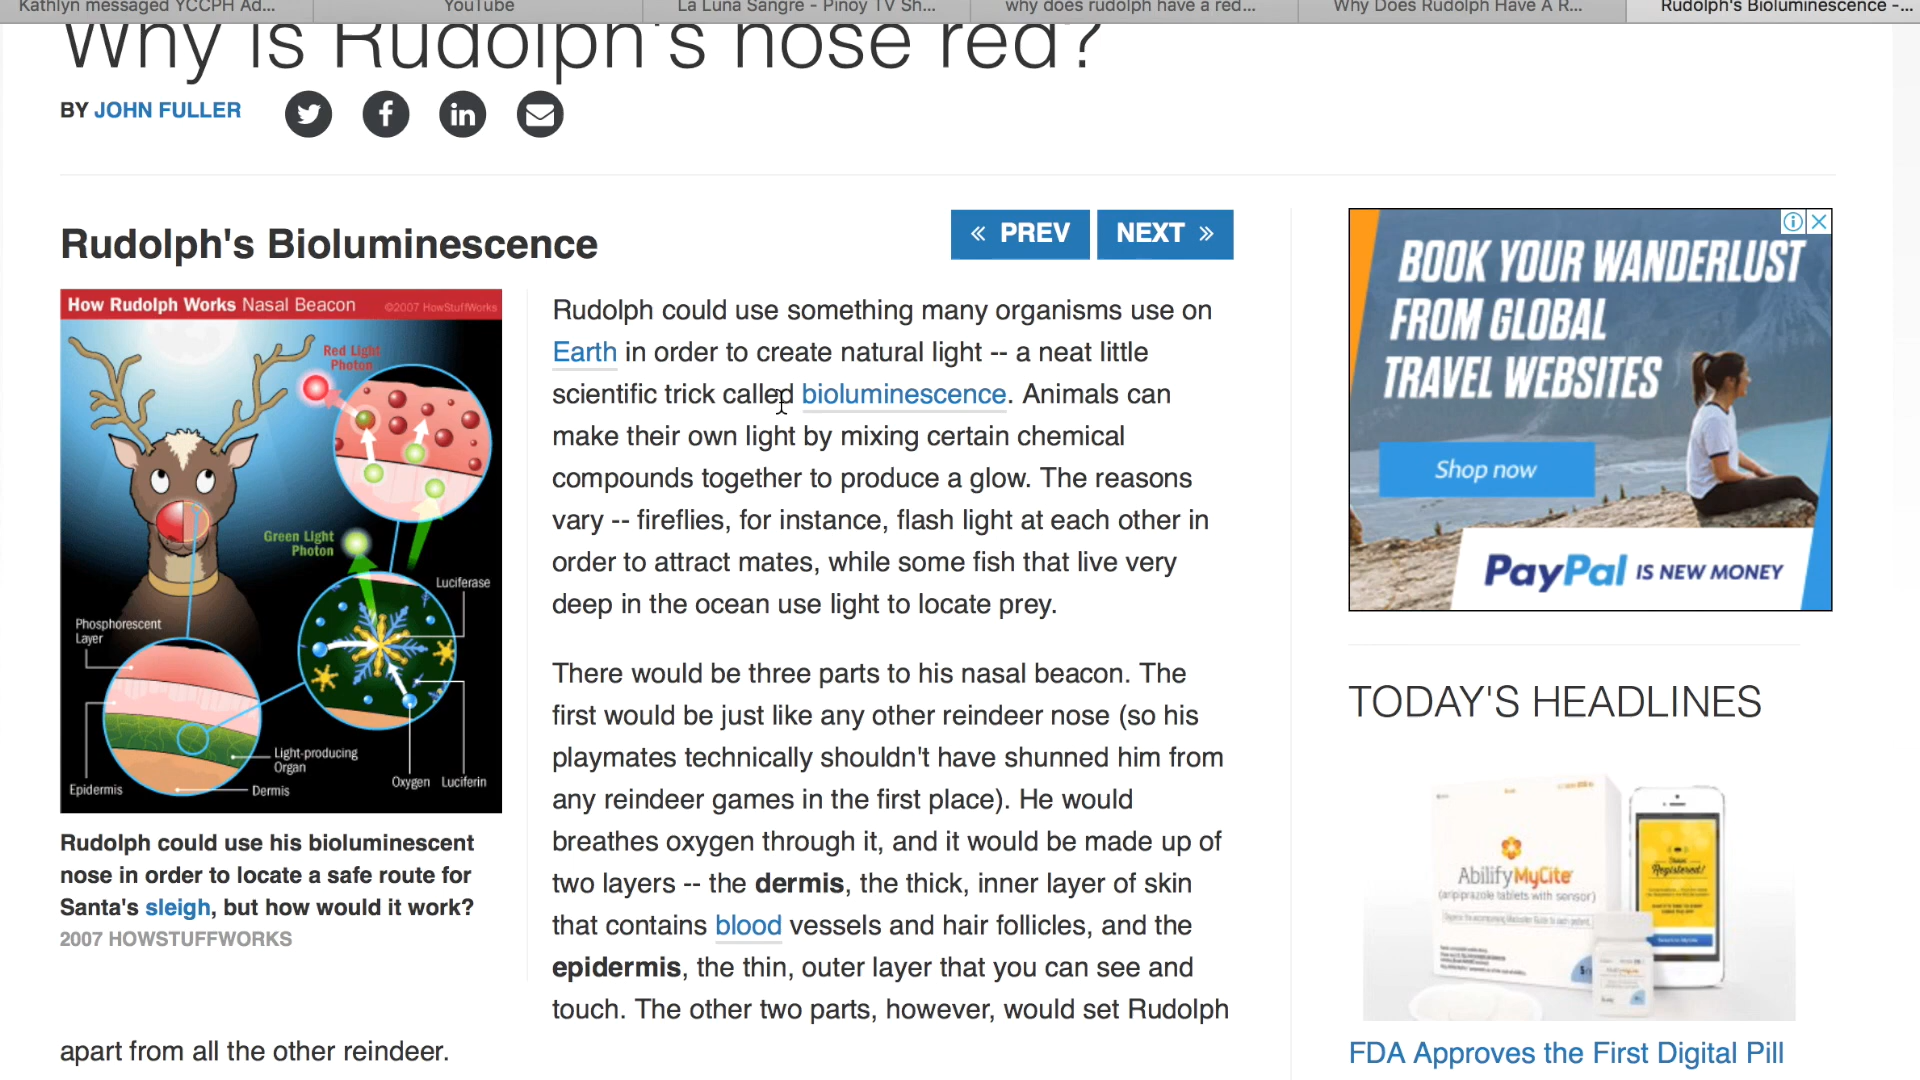 Kathlyn messaged YCCPH Ad...
YouTube
La Luna Sangre - Pinoy TV Sh...
why does rudolph have a red...
Why Does Rudolph Have A R...
Rudolph's Bioluminescence -...
Why is Rudolph's nose red?
BY JOHN FULLER
Rudolph's Bioluminescence
« PREV
NEXT »
How Rudolph Works Nasal Beacon ©2007 HowStuffWorks
Red Light
Photon
Green Light
Photon
Luciferase
Phosphorescent
Layer
Light-producing
Organ
Oxygen Luciferin
Epidermis
Dermis
Rudolph could use his bioluminescent
nose in order to locate a safe route for
Santa's sleigh, but how would it work?
2007 HOWSTUFFWORKS
Rudolph could use something many organisms use on
Earth in order to create natural light -- a neat little
scientific trick called bioluminescence. Animals can
make their own light by mixing certain chemical
compounds together to produce a glow. The reasons
vary -- fireflies, for instance, flash light at each other in
order to attract mates, while some fish that live very
deep in the ocean use light to locate prey.
There would be three parts to his nasal beacon. The
first would be just like any other reindeer nose (so his
playmates technically shouldn't have shunned him from
any reindeer games in the first place). He would
breathes oxygen through it, and it would be made up of
two layers -- the dermis, the thick, inner layer of skin
that contains blood vessels and hair follicles, and the
epidermis, the thin, outer layer that you can see and
touch. The other two parts, however, would set Rudolph
apart from all the other reindeer.
BOOK YOUR WANDERLUST
FROM GLOBAL
TRAVEL WEBSITES
Shop now
PayPal IS NEW MONEY
TODAY'S HEADLINES
Abilify MyCite
(aripiprazole tablets with sensor)
Registered!
FDA Approves the First Digital Pill